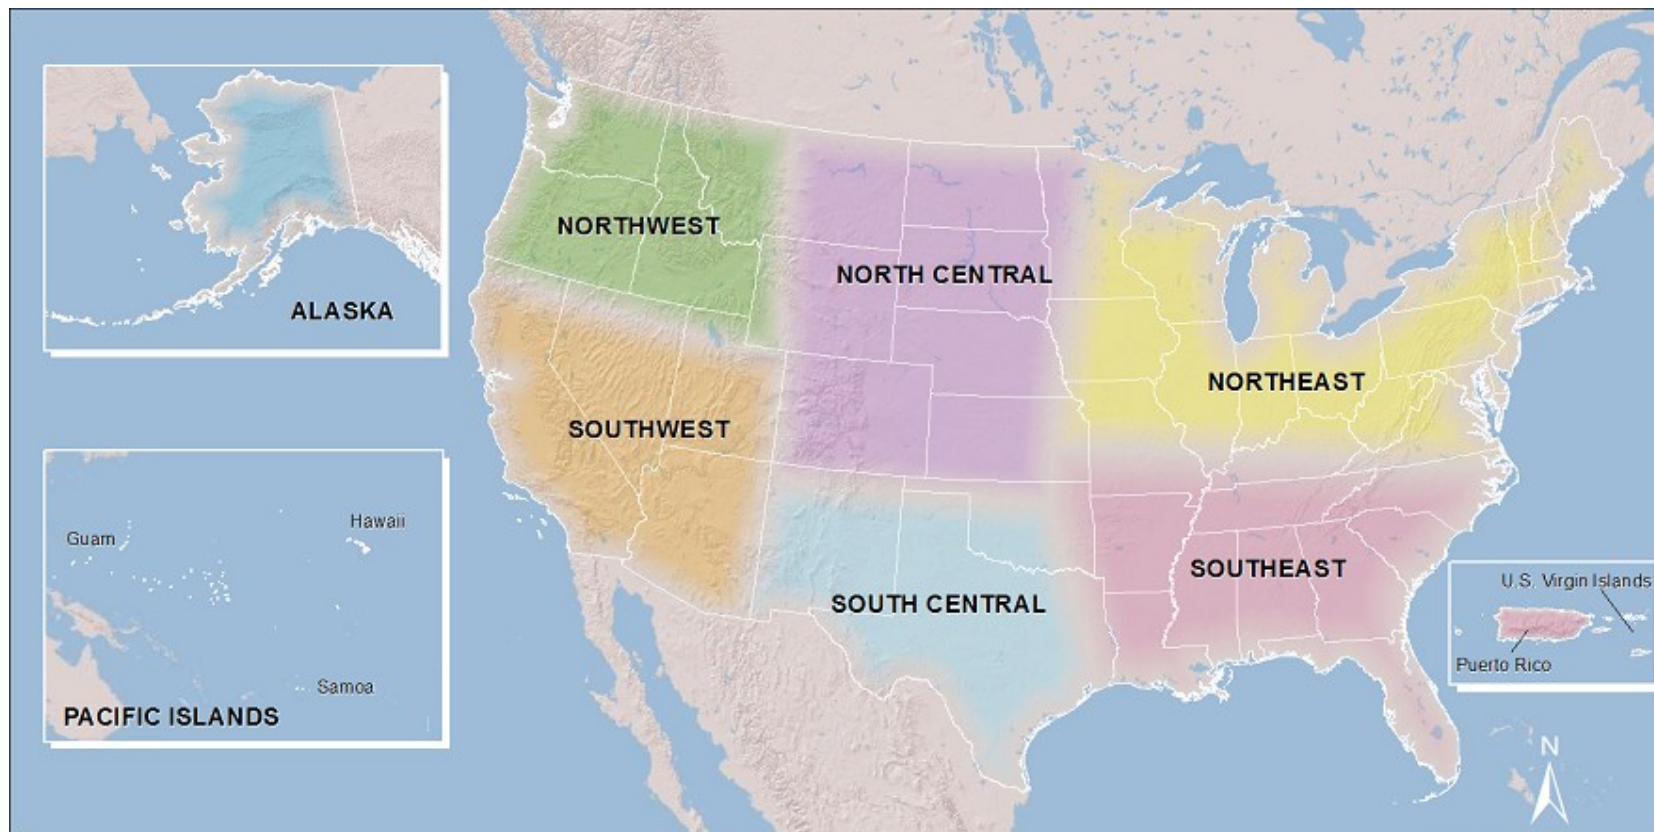 NORTHWEST
NORTH CENTRAL
ALASKA
NORTHEAST
SOUTHWEST
Hawaii
Guam
SOUTHEAST
U.S. Virgin Islands
SOUTH CENTRAL
Puerto Rico
Samoa
PACIFIC ISLANDS
N